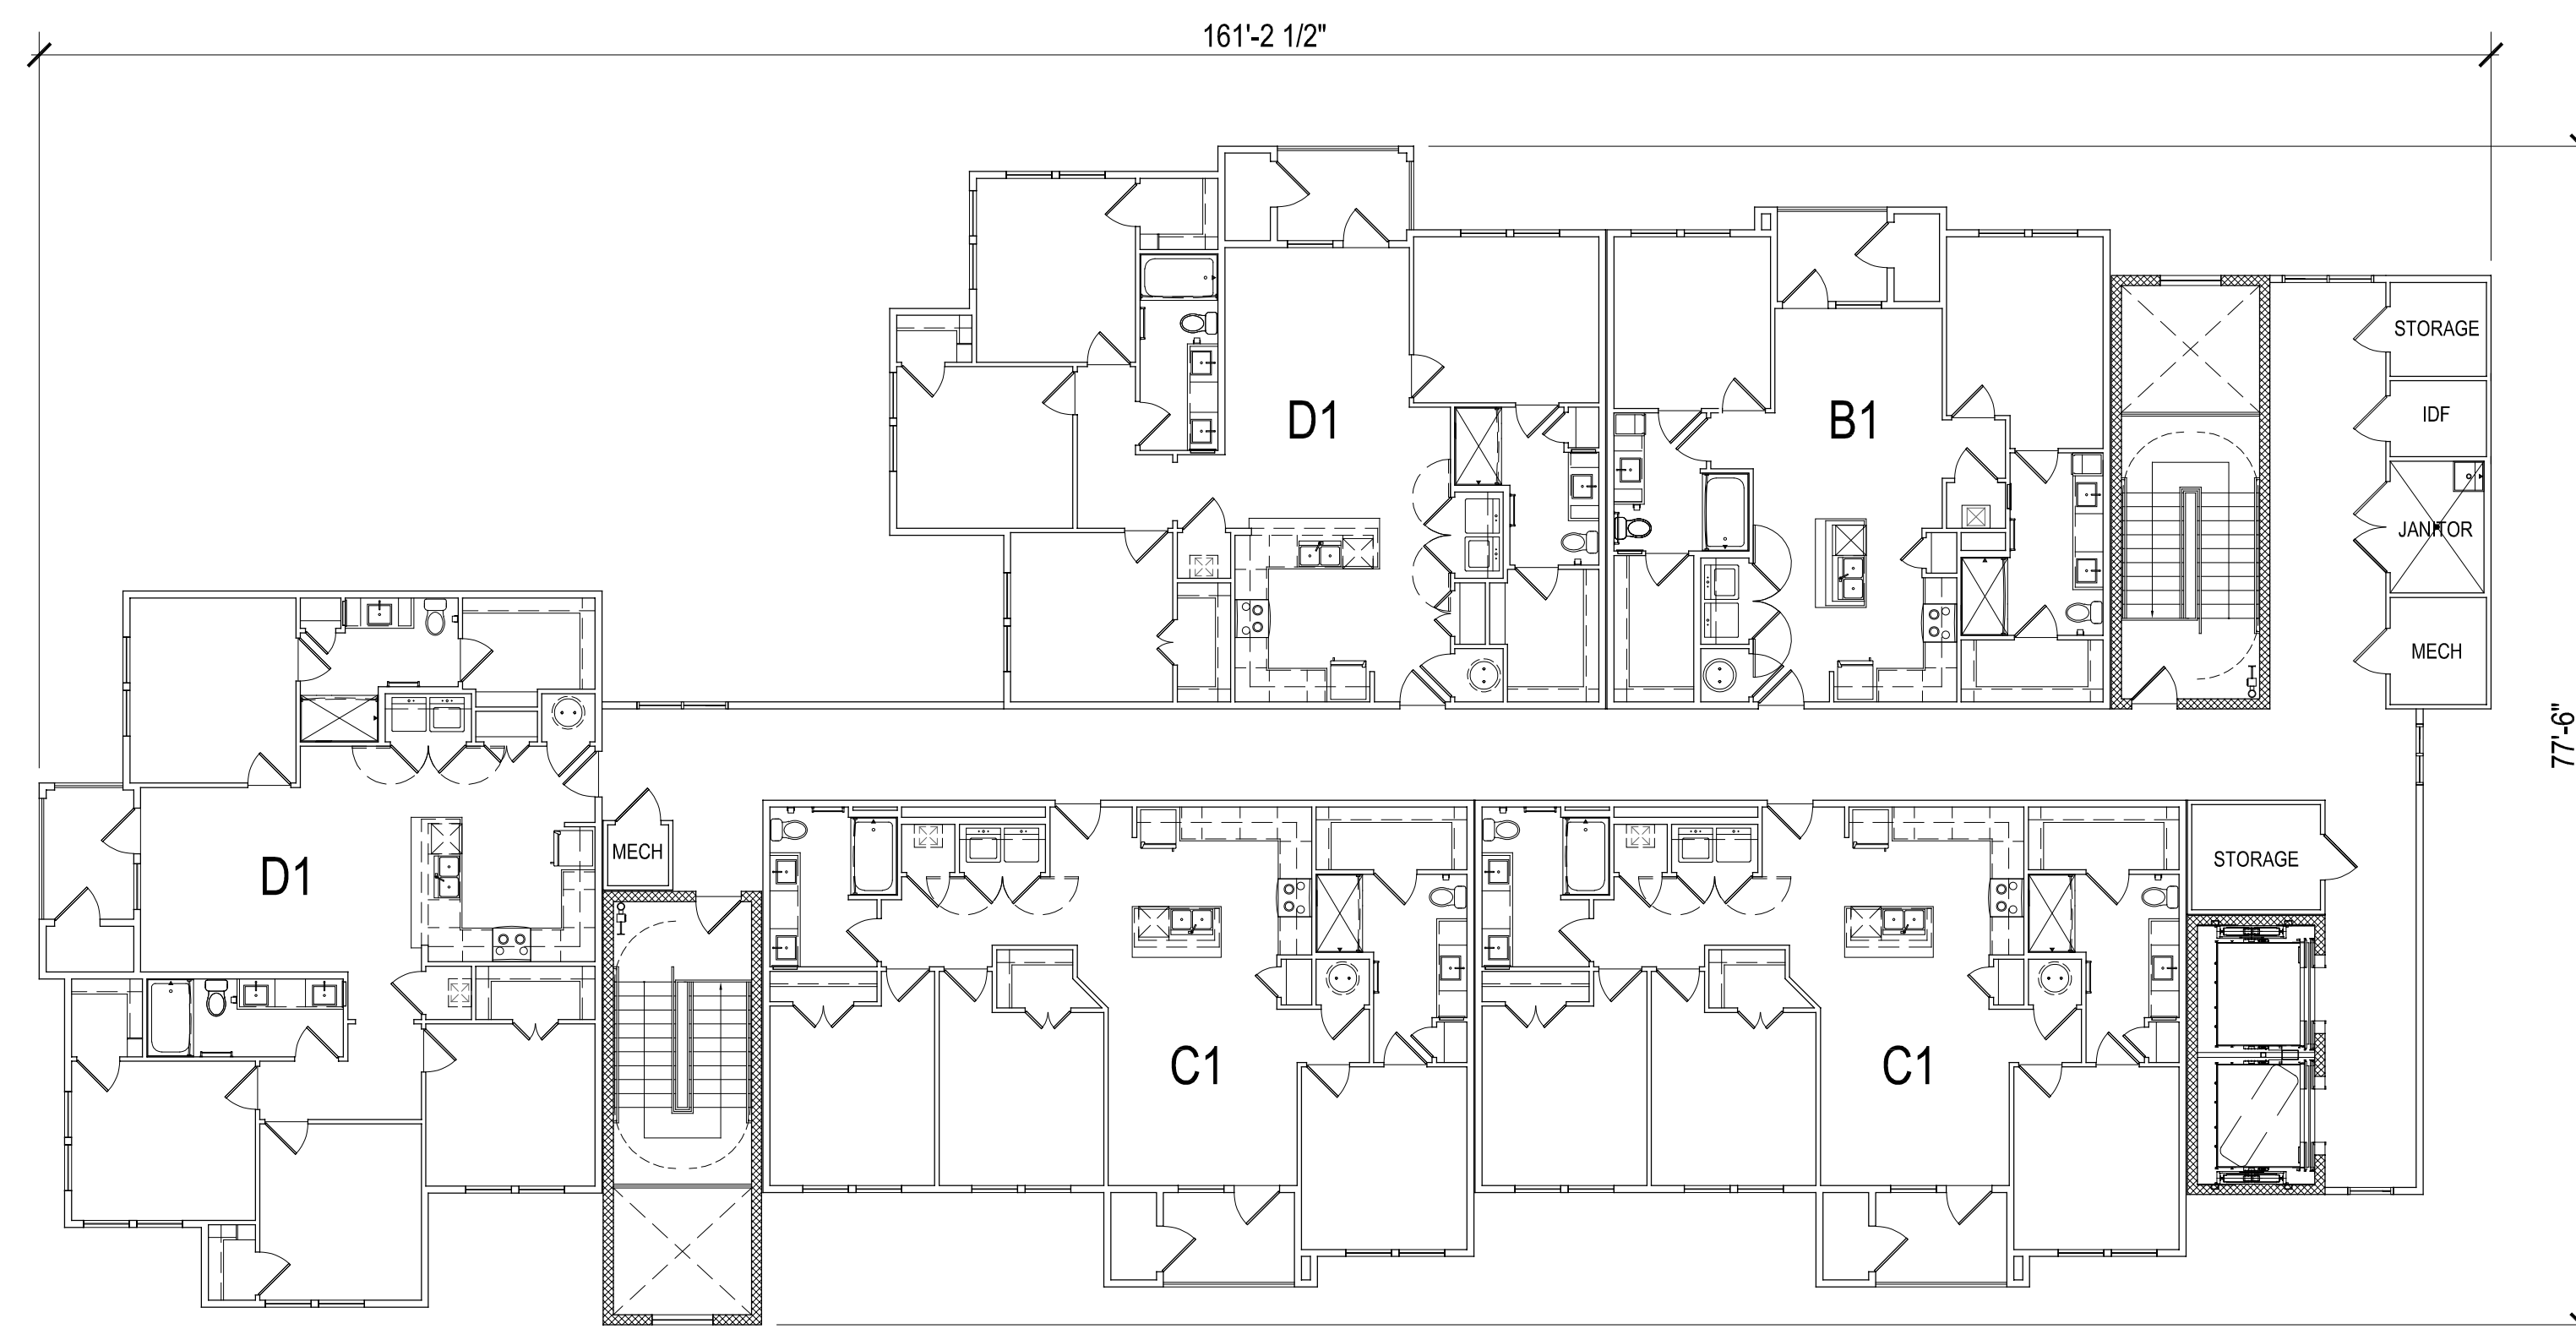 161'-2 1/2"
STORAGE
D1
B1
IDF
JANITOR
MECH
77'-6"
D1
MECH
STORAGE
C1
C1